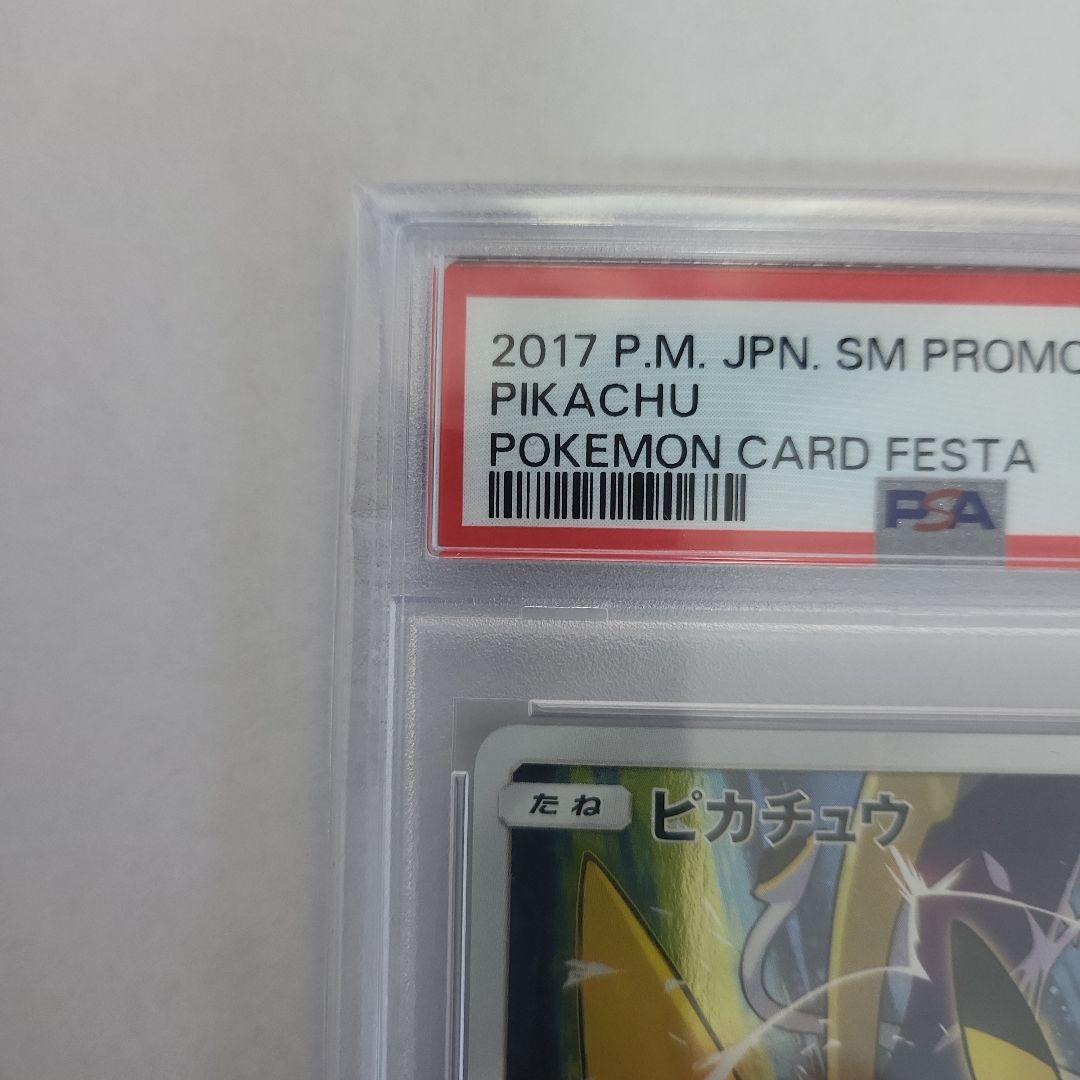 2017 P.M. JPN. SM PROMO
PIKACHU
POKEMON CARD FESTA
PSA
たね ピカチュウ